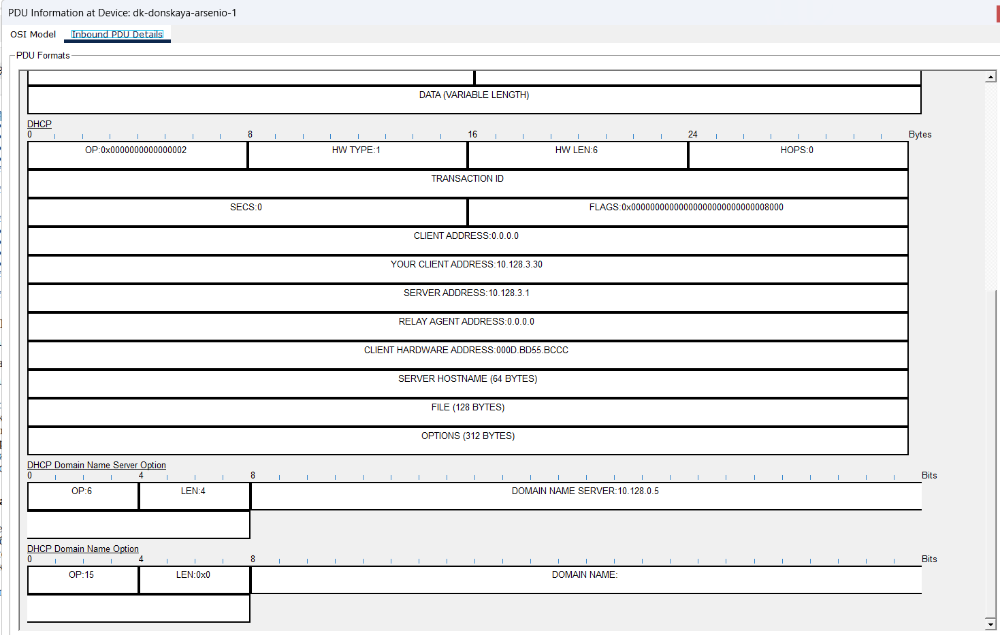 PDU Information at Device: dk-donskaya-arsenio-1
OSI Model Inbound PDU Details
PDU Formats
DATA (VARIABLE LENGTH)
DHCP
0 8 16 24 Bytes
OP:0x0000000000000002 HW TYPE:1 HW LEN:6 HOPS:0
TRANSACTION ID
SECS:0 FLAGS:0x00000000000000000000000000008000
CLIENT ADDRESS:0.0.0.0
YOUR CLIENT ADDRESS:10.128.3.30
SERVER ADDRESS:10.128.3.1
RELAY AGENT ADDRESS:0.0.0.0
CLIENT HARDWARE ADDRESS:000D.BD55.BCCC
SERVER HOSTNAME (64 BYTES)
FILE (128 BYTES)
OPTIONS (312 BYTES)
DHCP Domain Name Server Option
0 4 8 Bits
OP:6 LEN:4 DOMAIN NAME SERVER:10.128.0.5
DHCP Domain Name Option
0 4 8 Bits
OP:15 LEN:0x0 DOMAIN NAME: